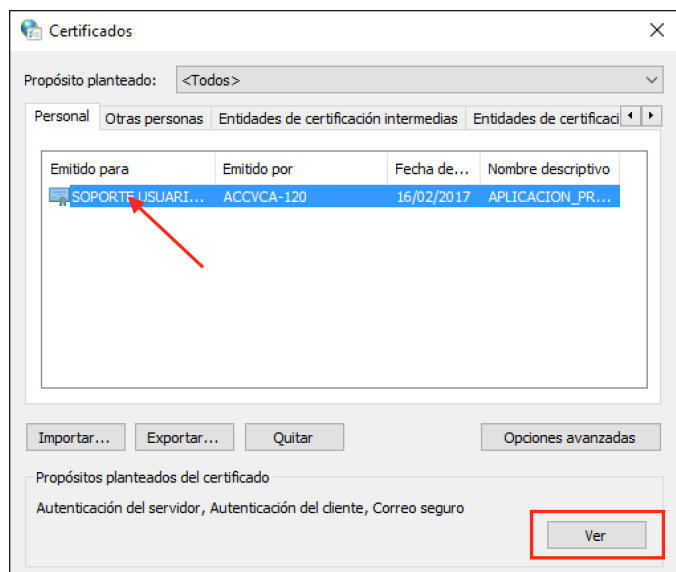 Certificados
Propósito planteado: <Todos>
Personal Otras personas Entidades de certificación intermedias Entidades de certificaci
Emitido para Emitido por Fecha de... Nombre descriptivo
SOPORTE USUARI... ACCVCA-120 16/02/2017 APLICACION_PR...
Importar... Exportar... Quitar Opciones avanzadas
Propósitos planteados del certificado
Autenticación del servidor, Autenticación del cliente, Correo seguro
Ver